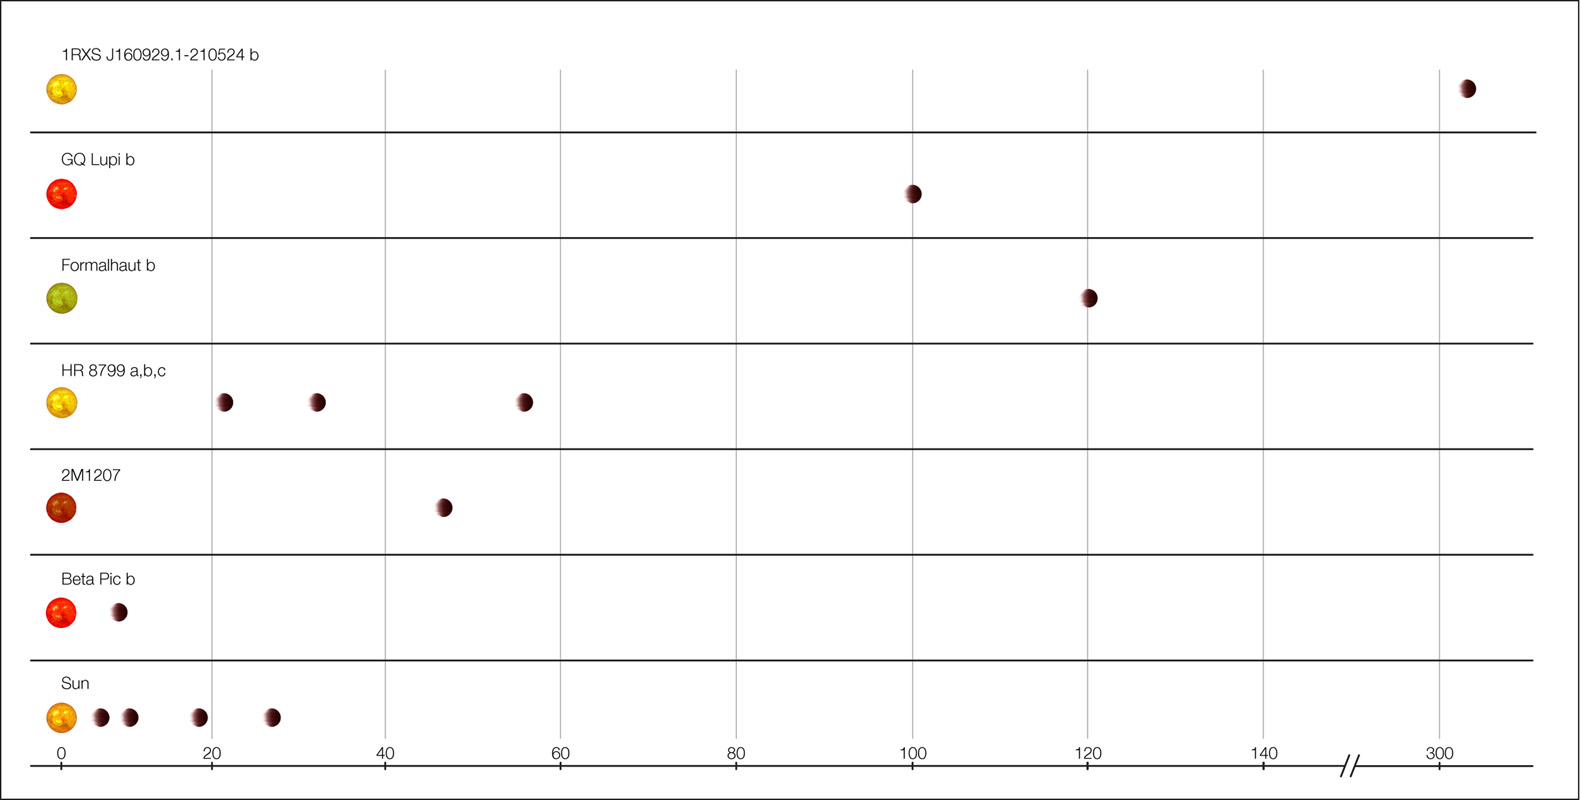 1RXS J160929.1-210524 b
GQ Lupi b
Formalhaut b
HR 8799 a,b,c
2M1207
Beta Pic b
Sun
0 20 40 60 80 100 120 140 300